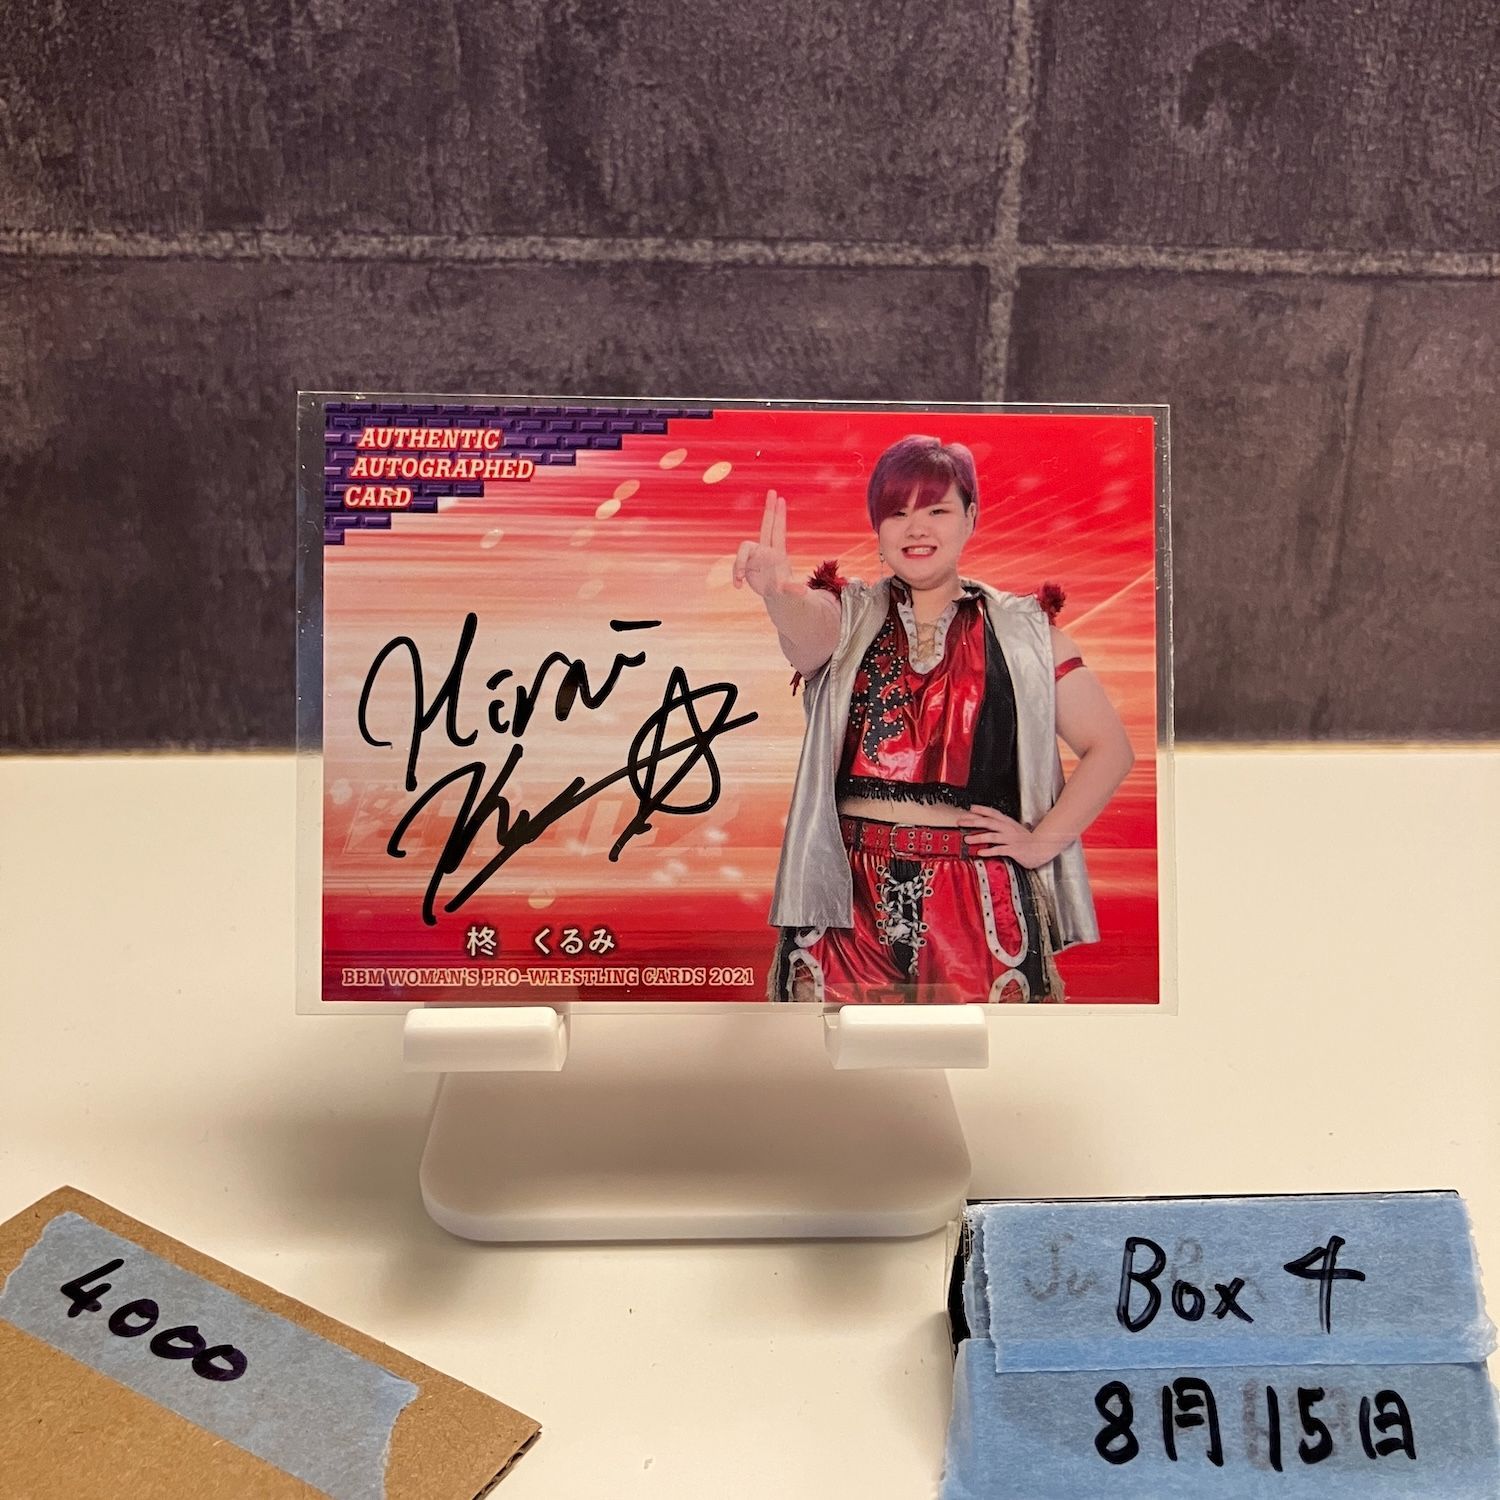 AUTHENTIC
AUTOGRAPHED
CARD
柊 くるみ
BBM WOMAN'S PRO-WRESTLING CARDS 2021
4000
Box 4
8月15日